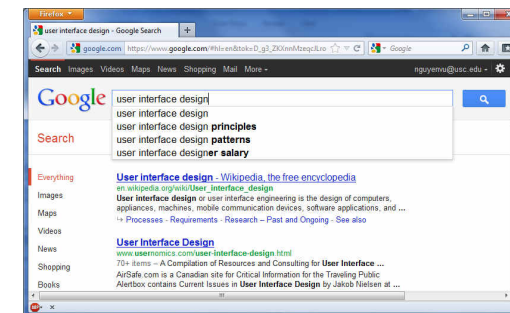 Firefox
user interface design - Google Search
google.com https://www.google.com/#hl=en&tok=D_g3_ZKXnnMzeqcJLro
Google
Search Images Videos Maps News Shopping Mail More
nguyemvu@usc.edu
Google
user interface design
user interface design
user interface design principles
user interface design patterns
user interface designer salary
Search
Everything
Images
Maps
Videos
News
Shopping
Books
User interface design - Wikipedia, the free encyclopedia
en.wikipedia.org/wiki/User_interface_design
User interface design or user interface engineering is the design of computers,
appliances, machines, mobile communication devices, software applications, and ...
Processes - Requirements - Research – Past and Ongoing - See also
User Interface Design
www.usernomics.com/user-interface-design.html
70+ items – A Compilation of Resources and Consulting for User Interface ...
AirSafe.com is a Canadian site for Critical Information for the Traveling Public
Alertbox contains Current Issues in User Interface Design by Jakob Nielsen at ...